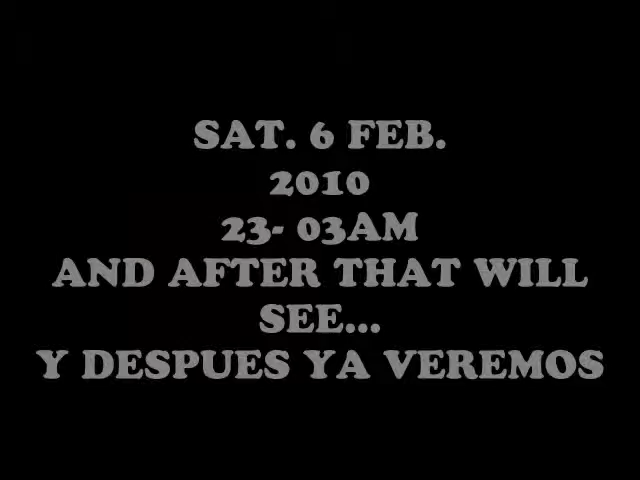 SAT. 6 FEB.
2010
23- 03AM
AND AFTER THAT WILL
SEE...
Y DESPUES YA VEREMOS